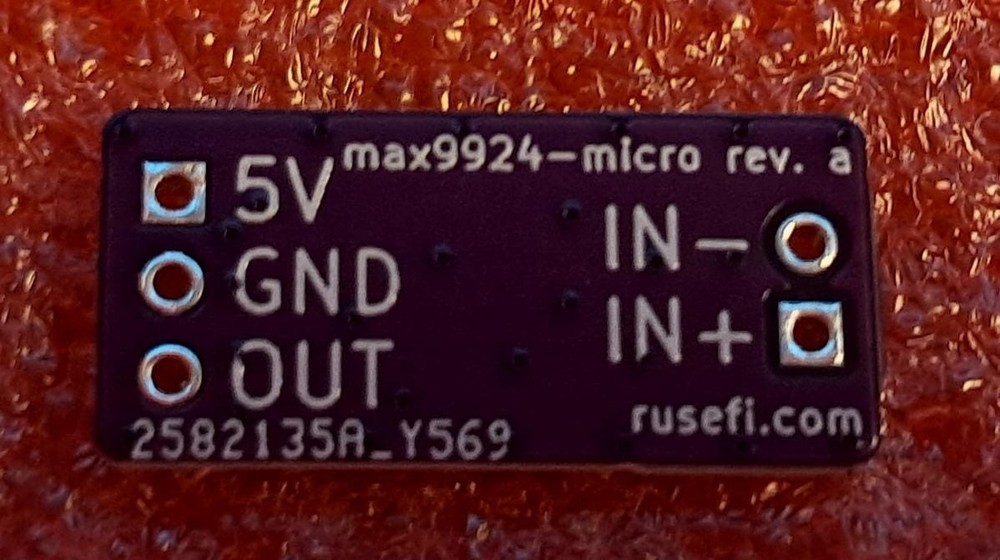 max9924-micro rev. a
5V
GND
OUT
IN-
IN+
rusefi.com
2582135A_Y569